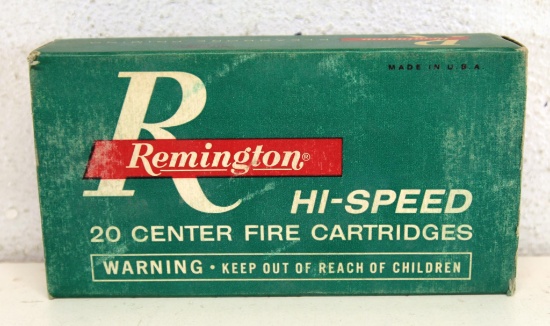 R
MADE IN U S A
R
Remington®
HI-SPEED
20 CENTER FIRE CARTRIDGES
WARNING • KEEP OUT OF REACH OF CHILDREN